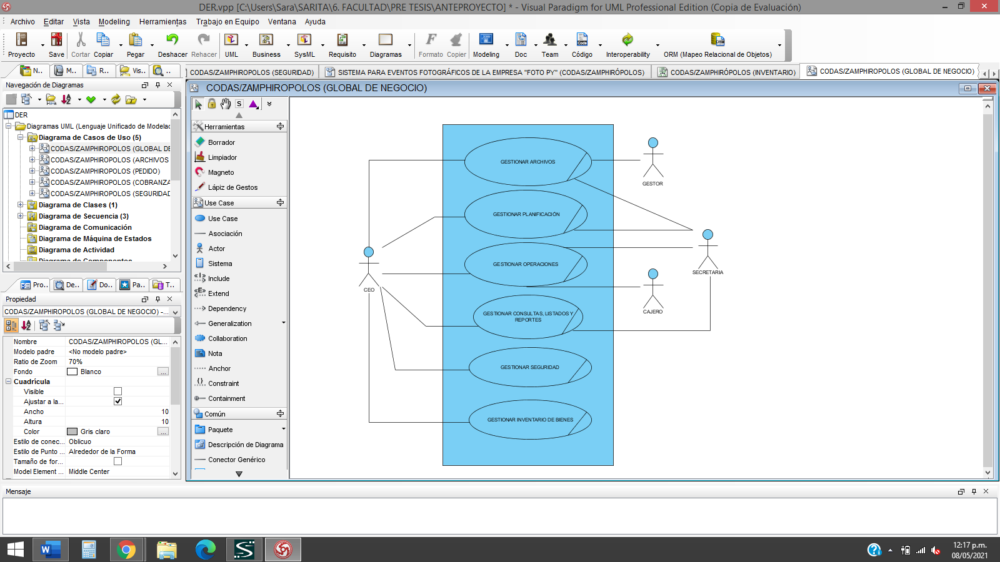 DER.vpp [C:\Users\Sara\SARITA\6. FACULTAD\PRE TESIS\ANTEPROYECTO] * - Visual Paradigm for UML Professional Edition (Copia de Evaluación)
Archivo Editar Vista Modeling Herramientas Trabajo en Equipo Ventana Ayuda
Proyecto Save Cortar Copiar Pegar Deshacer Rehacer UML Business SysML Requisito Diagramas Formato Copier Modeling Doc Team Código Interoperability ORM (Mapeo Relacional de Objetos)
N.. M.. R.. Vis.. ..
CODAS/ZAMPHIROPOLOS (SEGURIDAD) SISTEMA PARA EVENTOS FOTOGRÁFICOS DE LA EMPRESA "FOTO PY" (CODAS/ZAMPHIRÓPOLOS) CODAS/ZAMPHIRÓPOLOS (INVENTARIO) CODAS/ZAMPHIROPOLOS (GLOBAL DE NEGOCIO)
Navegación de Diagramas
DER
Diagramas UML (Lenguaje Unificado de Modelac
Diagrama de Casos de Uso (5)
CODAS/ZAMPHIROPOLOS (GLOBAL DE
CODAS/ZAMPHIROPOLOS (ARCHIVOS
CODAS/ZAMPHIROPOLOS (PEDIDO)
CODAS/ZAMPHIROPOLOS (COBRANZA
CODAS/ZAMPHIROPOLOS (SEGURIDAD
Diagrama de Clases (1)
Diagrama de Secuencia (3)
Diagrama de Comunicación
Diagrama de Máquina de Estados
Diagrama de Actividad
Diagrama de Componentes
Pro.. De.. Do.. Pa.. T..
Propiedad
CODAS/ZAMPHIROPOLOS (GLOBAL DE NEGOCIO) -...
Nombre CODAS/ZAMPHIROPOLOS (GL...
Modelo padre <No modelo padre>
Ratio de Zoom 70%
Fondo Blanco ...
Cuadrícula
Visible
Ajustar a la...
Ancho 10
Altura 10
Color Gris claro ...
Estilo de conec... Oblicuo
Estilo de Punto ... Alrededor de la Forma
Tamaño de for...
Model Element ... Middle Center
CODAS/ZAMPHIROPOLOS (GLOBAL DE NEGOCIO)
S
Herramientas
Borrador
Limpiador
Magneto
Lápiz de Gestos
Use Case
Use Case
Asociación
Actor
Sistema
Include
Extend
Dependency
Generalization
Collaboration
Nota
Anchor
Constraint
Containment
Común
Paquete
Descripción de Diagrama
Conector Genérico
GESTIONAR ARCHIVOS
GESTOR
GESTIONAR PLANIFICACIÓN
GESTIONAR OPERACIONES
SECRETARIA
CEO
CAJERO
GESTIONAR CONSULTAS, LISTADOS Y
REPORTES
GESTIONAR SEGURIDAD
GESTIONAR INVENTARIO DE BIENES
Mensaje
12:17 p.m.
08/05/2021